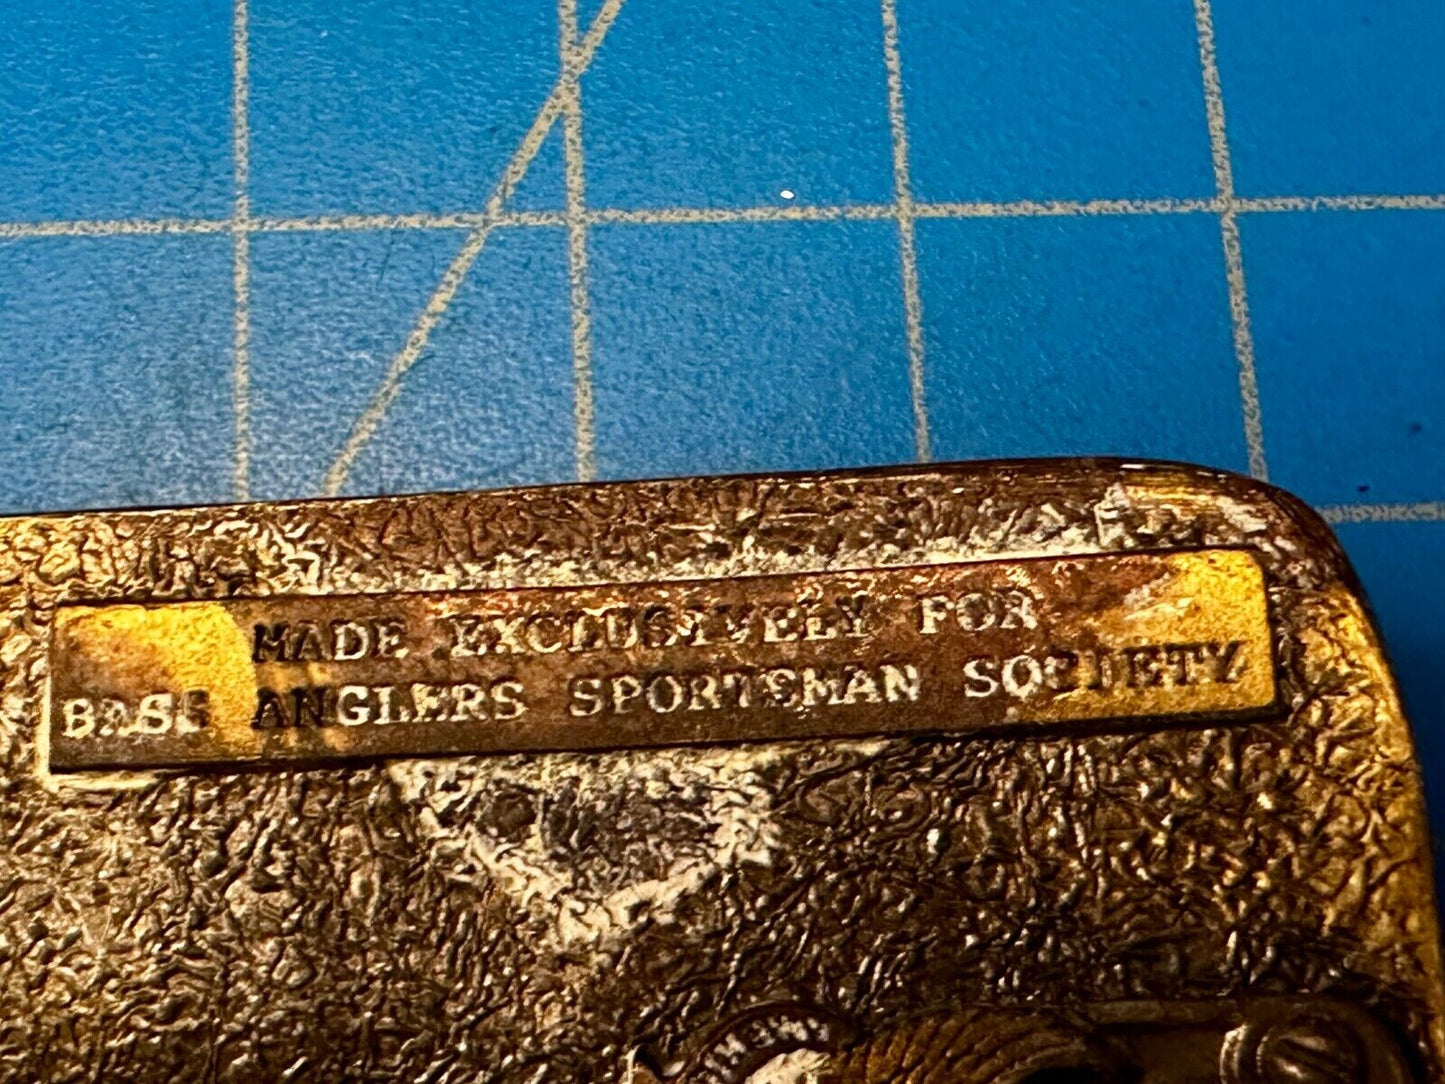 MADE EXCLUSIVELY FOR
BASS ANGLERS SPORTSMAN SOCIETY